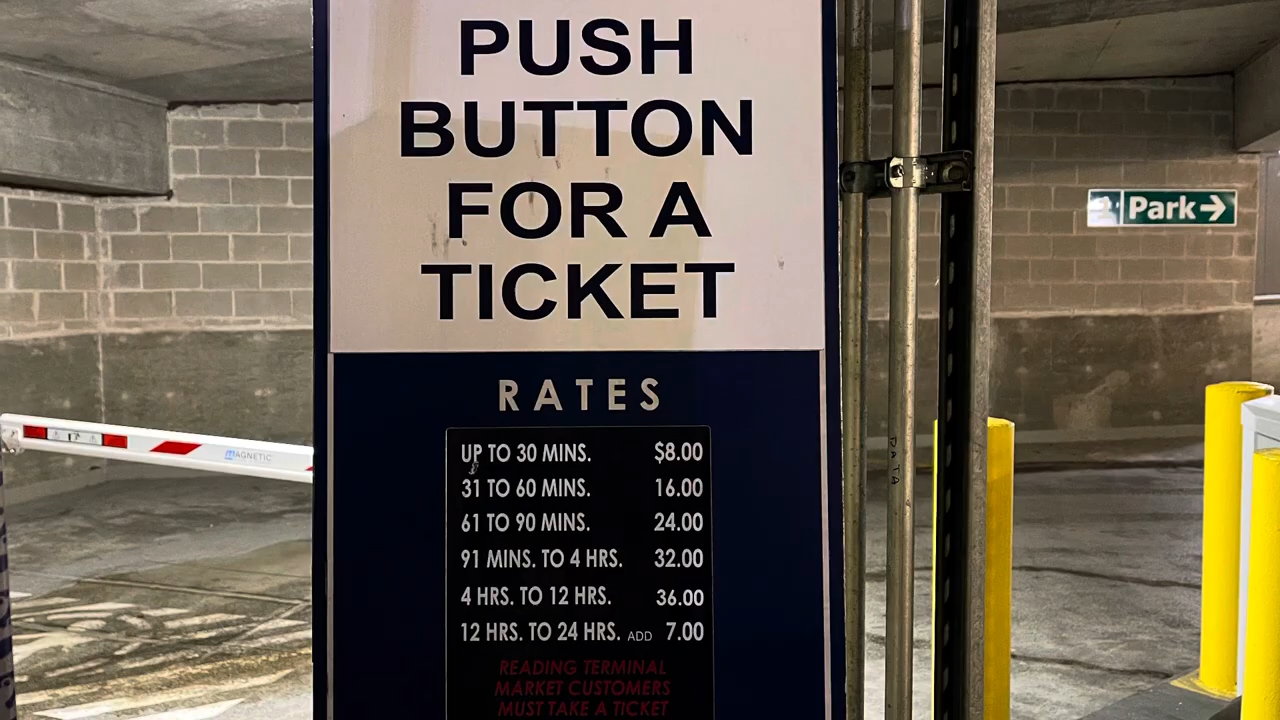 PUSH
BUTTON
FOR A
TICKET
RATES
UP TO 30 MINS. $8.00
31 TO 60 MINS. 16.00
61 TO 90 MINS. 24.00
91 MINS. TO 4 HRS. 32.00
4 HRS. TO 12 HRS. 36.00
12 HRS. TO 24 HRS. ADD 7.00
READING TERMINAL
MARKET CUSTOMERS
MUST TAKE A TICKET
MAGNETIC
DATA
Park →